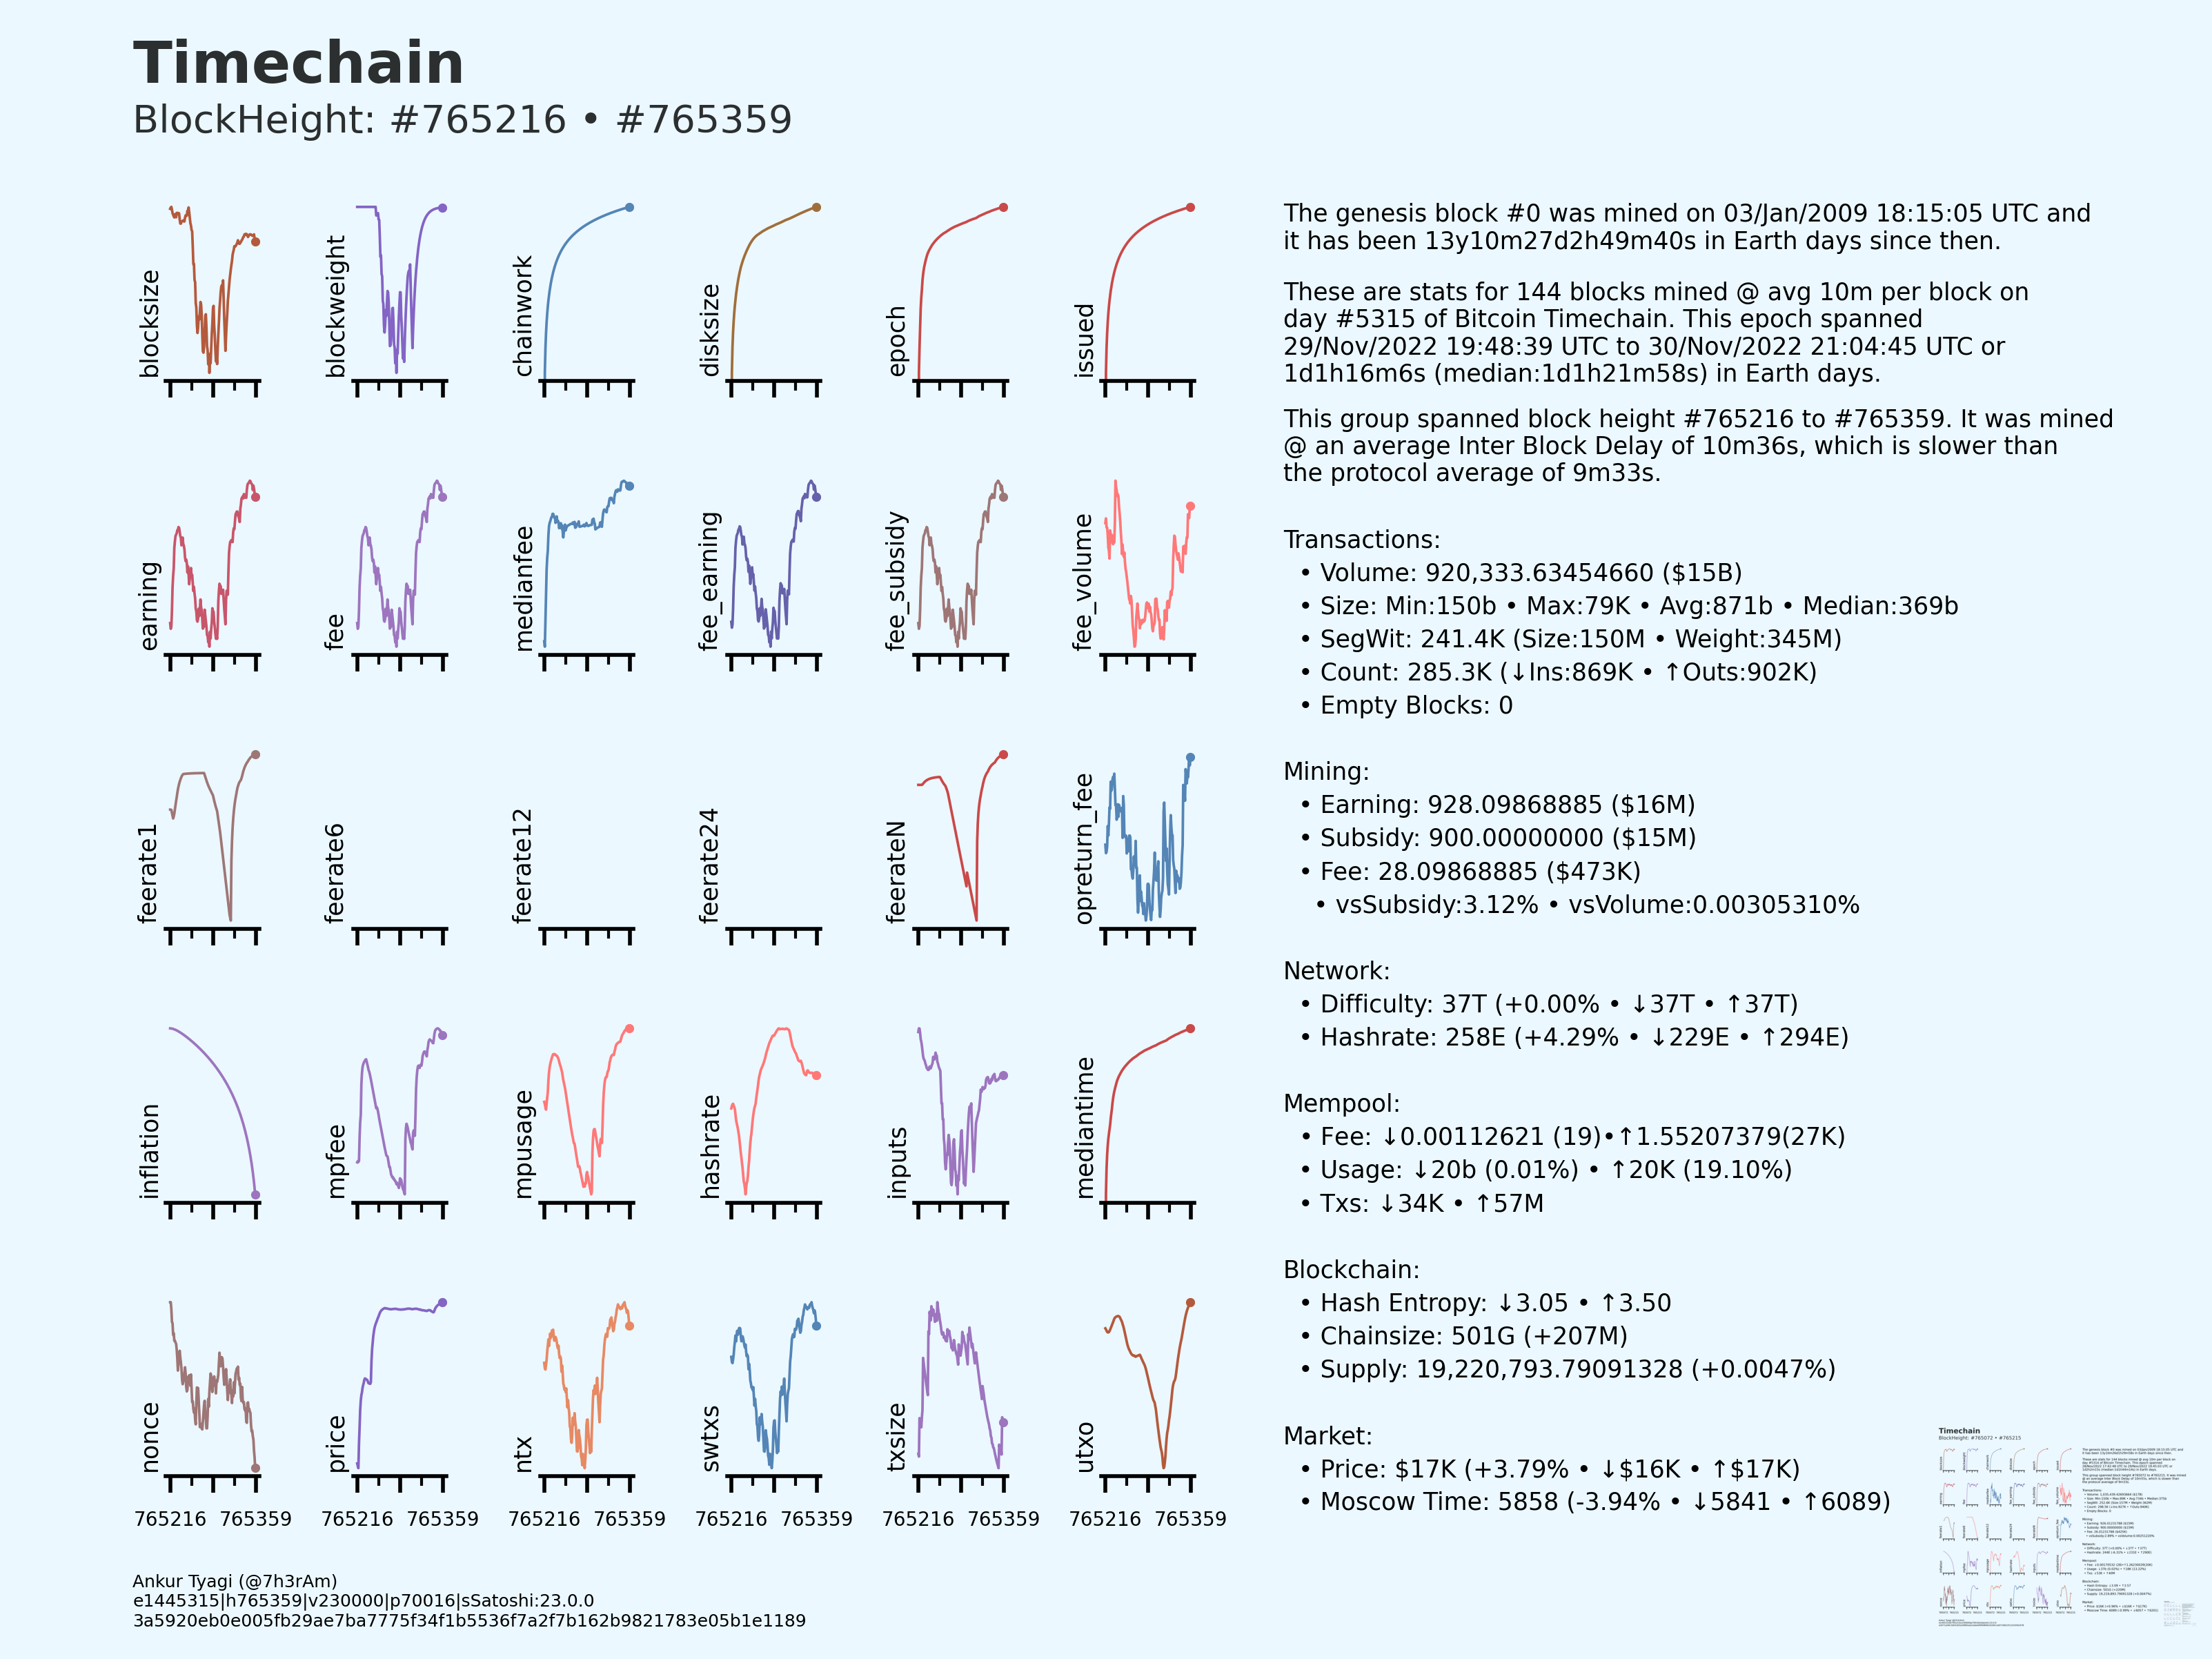 Timechain
BlockHeight: #765216 • #765359
blocksize
blockweight
chainwork
disksize
epoch
issued
earning
fee
medianfee
fee_earning
fee_subsidy
fee_volume
feerate1
feerate6
feerate12
feerate24
feerateN
opreturn_fee
inflation
mpfee
mpusage
hashrate
inputs
mediantime
nonce
price
ntx
swtxs
txsize
utxo
765216 765359 765216 765359 765216 765359 765216 765359 765216 765359 765216 765359
The genesis block #0 was mined on 03/Jan/2009 18:15:05 UTC and
it has been 13y10m27d2h49m40s in Earth days since then.
These are stats for 144 blocks mined @ avg 10m per block on
day #5315 of Bitcoin Timechain. This epoch spanned
29/Nov/2022 19:48:39 UTC to 30/Nov/2022 21:04:45 UTC or
1d1h16m6s (median:1d1h21m58s) in Earth days.
This group spanned block height #765216 to #765359. It was mined
@ an average Inter Block Delay of 10m36s, which is slower than
the protocol average of 9m33s.
Transactions:
• Volume: 920,333.63454660 ($15B)
• Size: Min:150b • Max:79K • Avg:871b • Median:369b
• SegWit: 241.4K (Size:150M • Weight:345M)
• Count: 285.3K (↓Ins:869K • ↑Outs:902K)
• Empty Blocks: 0
Mining:
• Earning: 928.09868885 ($16M)
• Subsidy: 900.00000000 ($15M)
• Fee: 28.09868885 ($473K)
• vsSubsidy:3.12% • vsVolume:0.00305310%
Network:
• Difficulty: 37T (+0.00% • ↓37T • ↑37T)
• Hashrate: 258E (+4.29% • ↓229E • ↑294E)
Mempool:
• Fee: ↓0.00112621 (19)•↑1.55207379(27K)
• Usage: ↓20b (0.01%) • ↑20K (19.10%)
• Txs: ↓34K • ↑57M
Blockchain:
• Hash Entropy: ↓3.05 • ↑3.50
• Chainsize: 501G (+207M)
• Supply: 19,220,793.79091328 (+0.0047%)
Market:
• Price: $17K (+3.79% • ↓$16K • ↑$17K)
• Moscow Time: 5858 (-3.94% • ↓5841 • ↑6089)
Ankur Tyagi (@7h3rAm)
e1445315|h765359|v230000|p70016|sSatoshi:23.0.0
3a5920eb0e005fb29ae7ba7775f34f1b5536f7a2f7b162b9821783e05b1e1189
Timechain
BlockHeight: #765072 • #765215